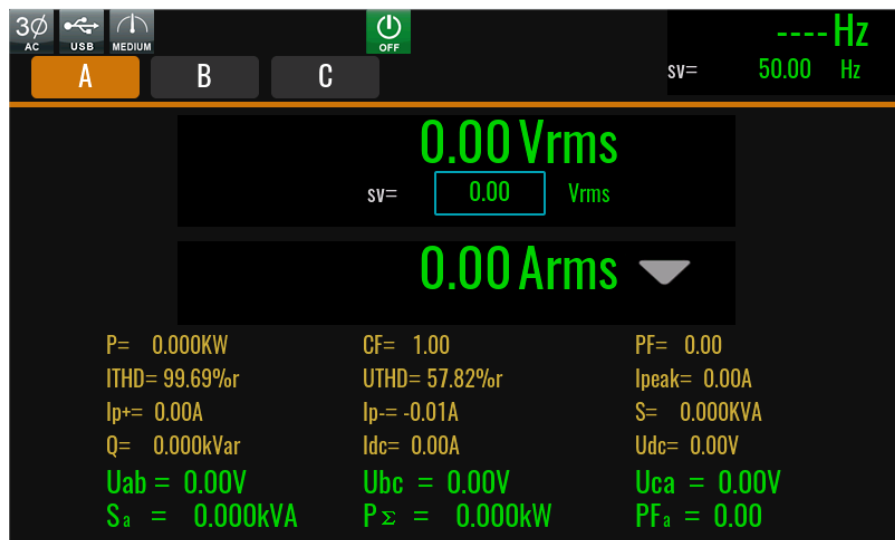 3Ø
AC
USB
MEDIUM
OFF
----Hz
sv= 50.00 Hz
A B C
0.00 Vrms
sv= 0.00 Vrms
0.00 Arms
P= 0.000KW CF= 1.00 PF= 0.00
ITHD= 99.69%r UTHD= 57.82%r Ipeak= 0.00A
Ip+= 0.00A Ip-= -0.01A S= 0.000KVA
Q= 0.000kVar Idc= 0.00A Udc= 0.00V
Uab = 0.00V Ubc = 0.00V Uca = 0.00V
Sa = 0.000kVA PΣ = 0.000kW PFa = 0.00